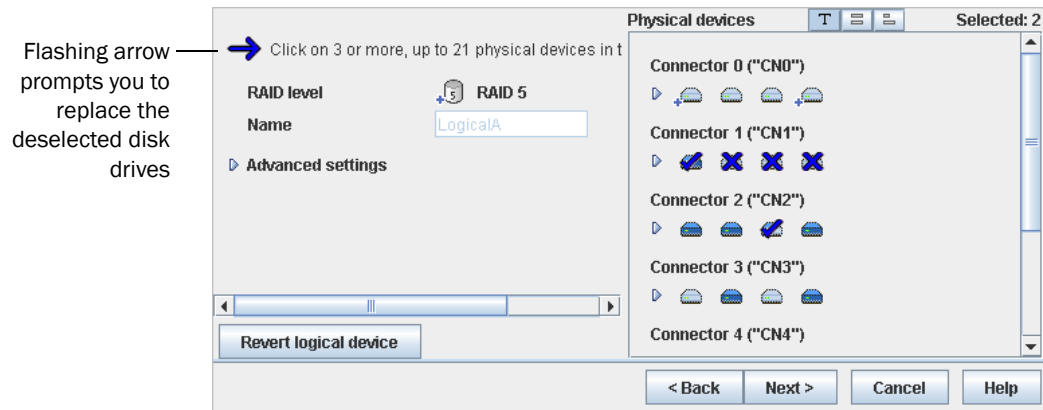 Flashing arrow
prompts you to
replace the
deselected disk
drives
Click on 3 or more, up to 21 physical devices in t
RAID level
5
RAID 5
Name
LogicalA
Advanced settings
Revert logical device
Physical devices
T
Selected: 2
Connector 0 ("CN0")
Connector 1 ("CN1")
Connector 2 ("CN2")
Connector 3 ("CN3")
Connector 4 ("CN4")
< Back
Next >
Cancel
Help